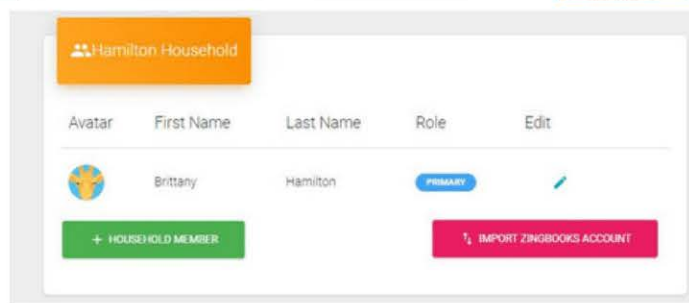 Hamilton Household
Avatar First Name Last Name Role Edit
Brittany Hamilton PRIMARY
+ HOUSEHOLD MEMBER IMPORT ZINGBOOKS ACCOUNT